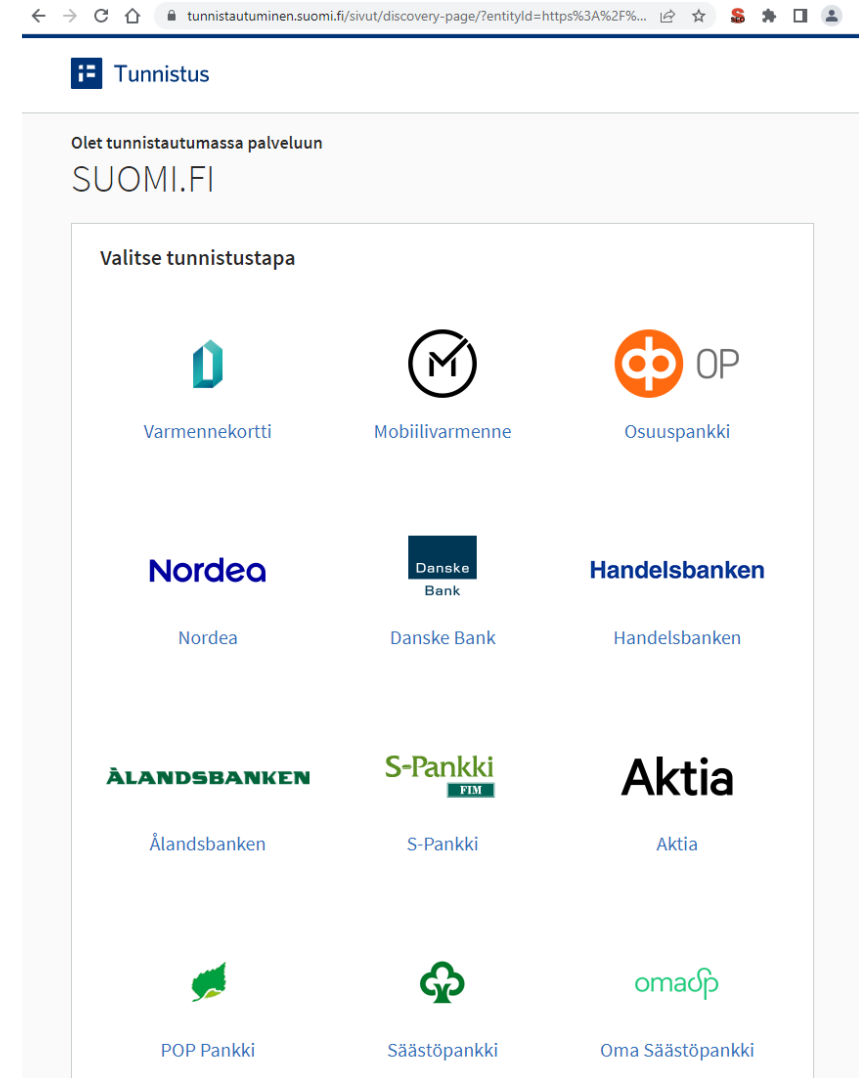 tunnistautuminen.suomi.fi/sivut/discovery-page/?entityId=https%3A%2F%...
Tunnistus
Olet tunnistautumassa palveluun
SUOMI.FI
Valitse tunnistustapa
OP
Varmennekortti Mobiilivarmenne Osuuspankki
Nordea Danske Bank Handelsbanken
Nordea Danske Bank Handelsbanken
ÅLANDSBANKEN S-Pankki FIM Aktia
Ålandsbanken S-Pankki Aktia
omasp
POP Pankki Säästöpankki Oma Säästöpankki